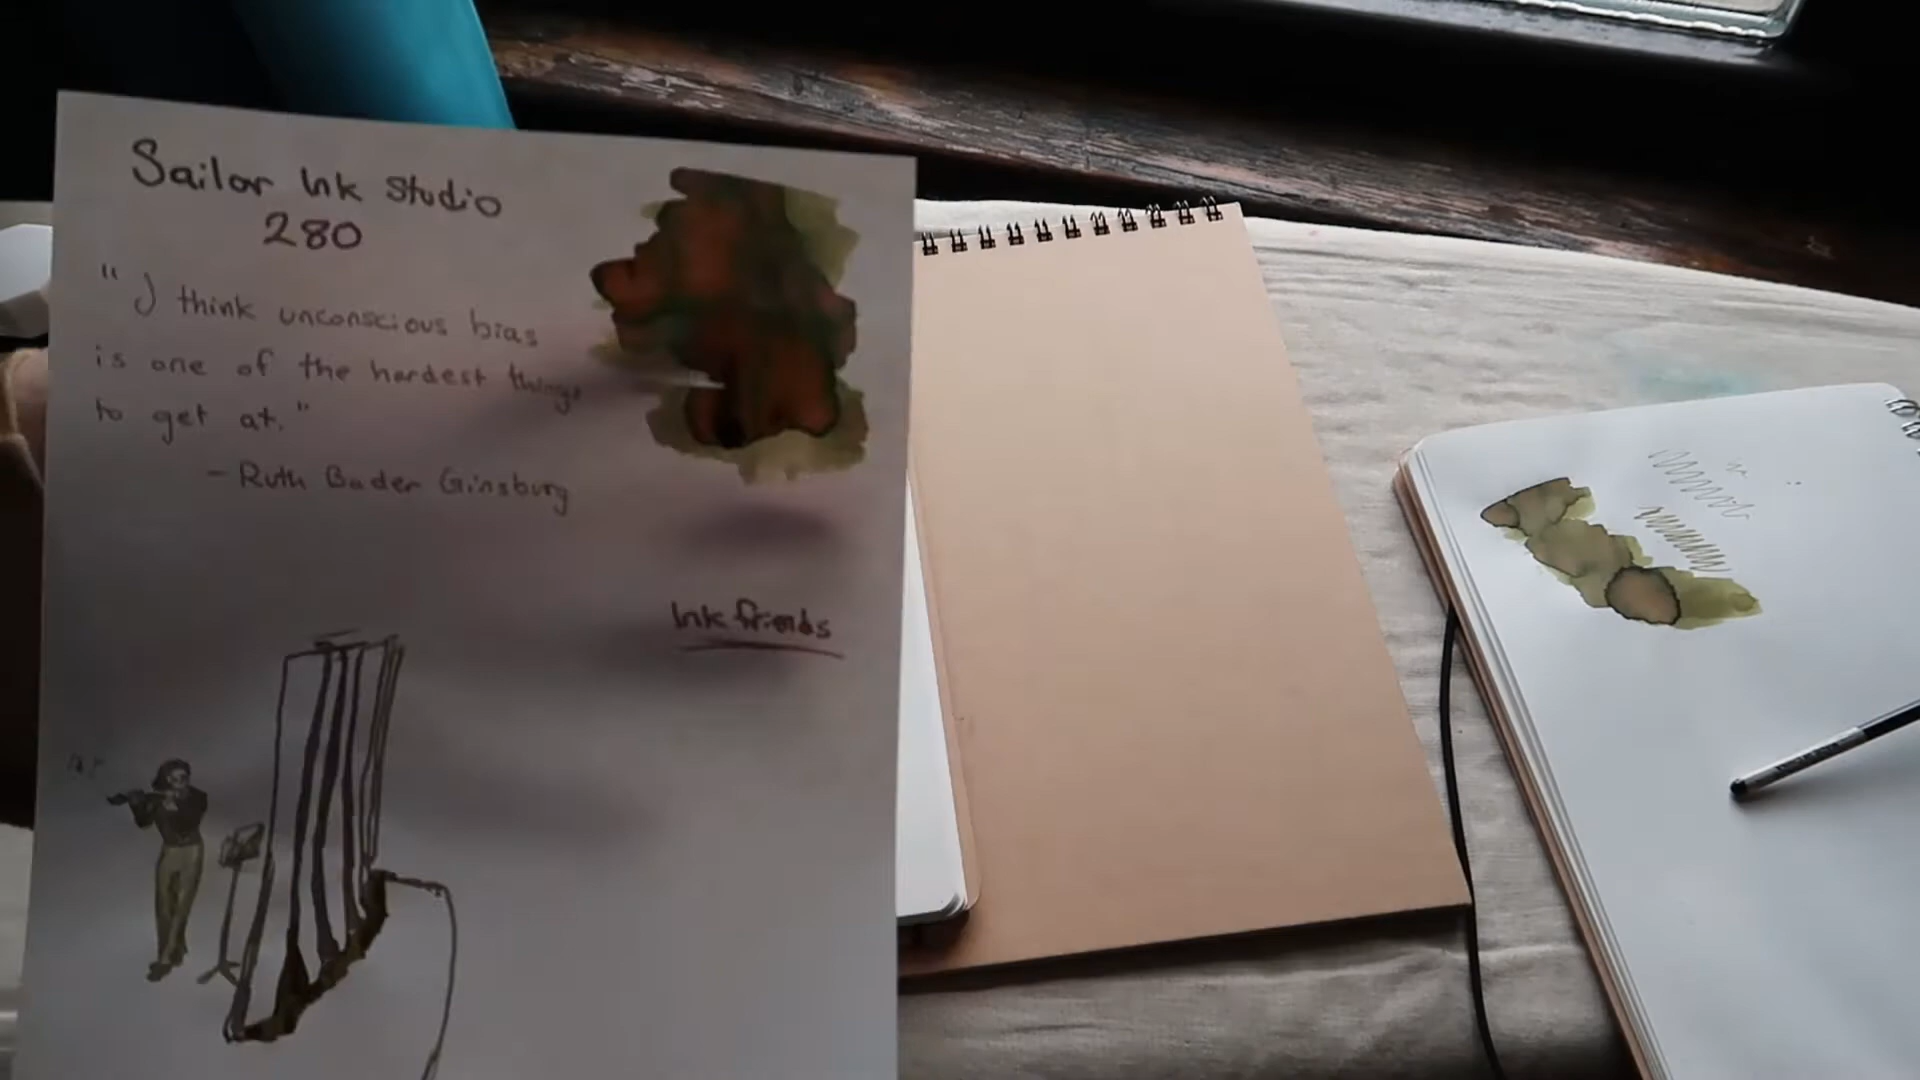 Sailor Ink Studio
280
"I think unconscious bias
is one of the hardest things
to get at."
- Ruth Bader Ginsburg
Ink friends